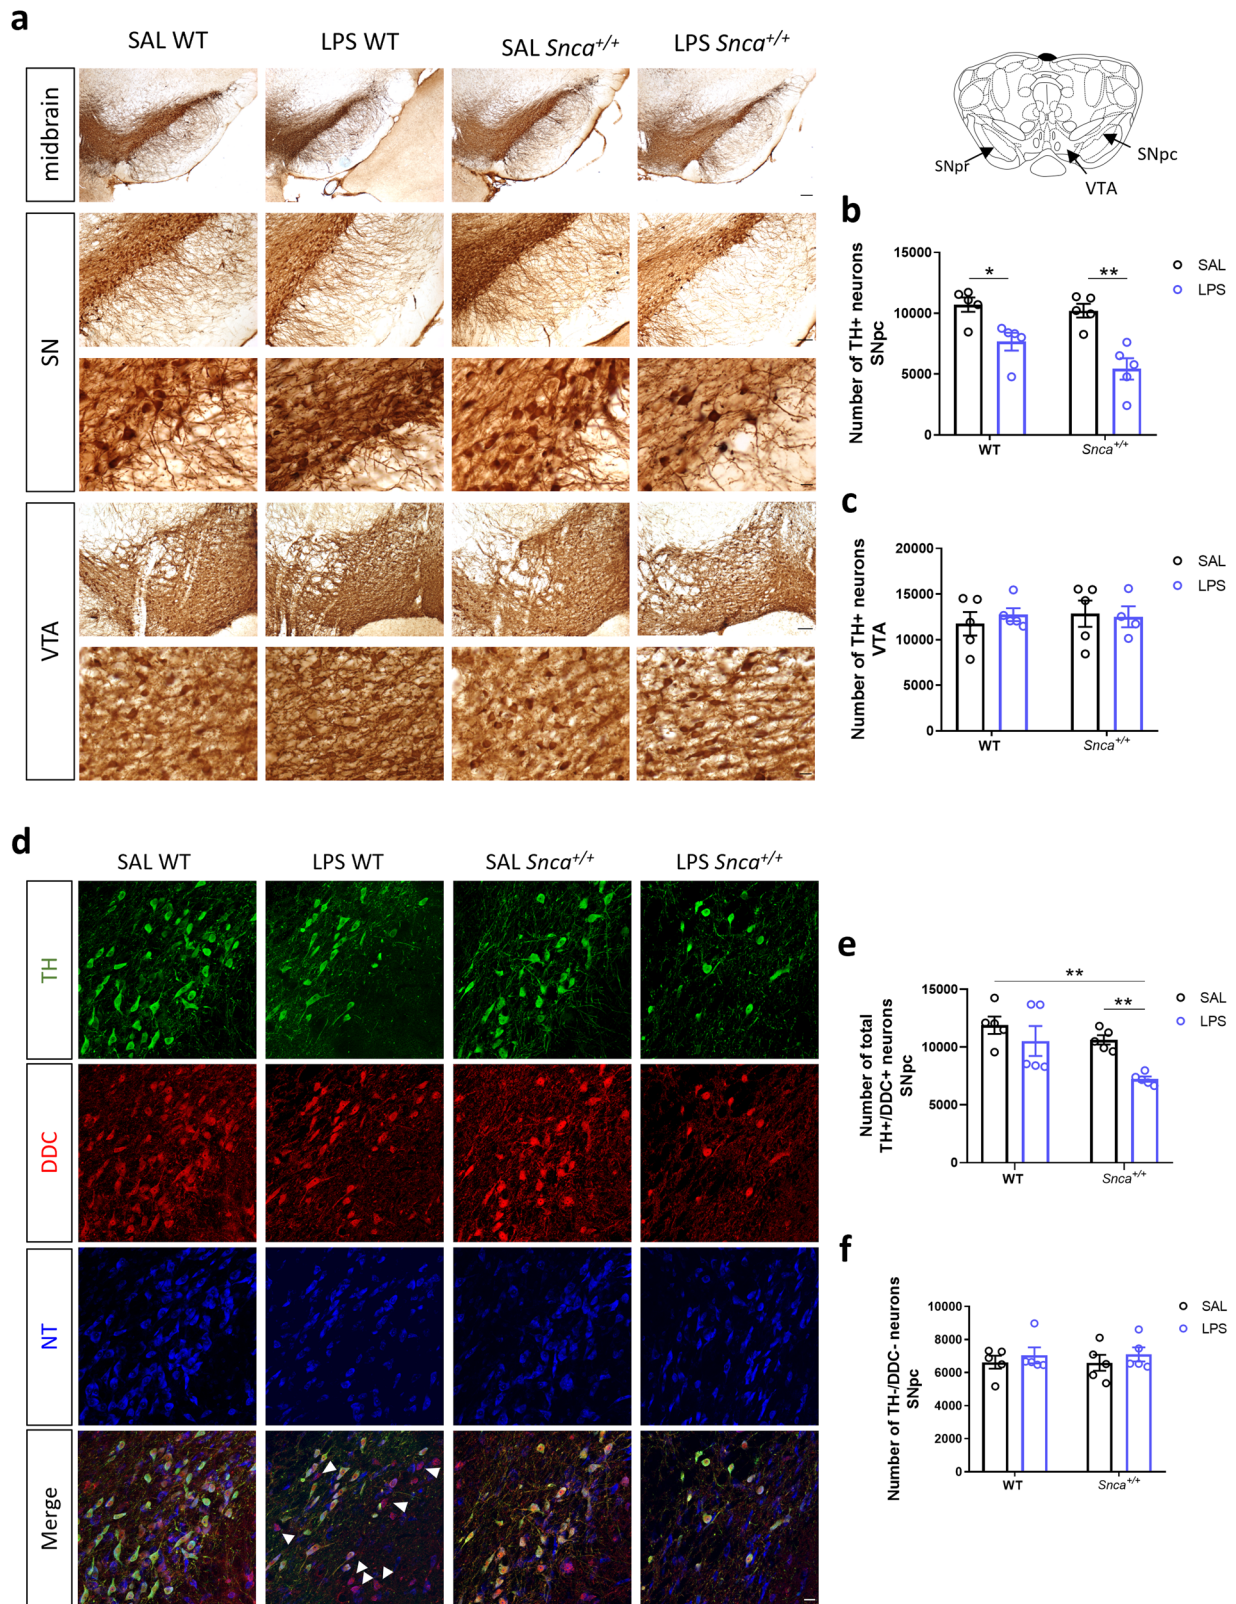 a
SAL WT
LPS WT
SAL Snca+/+
LPS Snca+/+
midbrain
SN
VTA
SNpr
SNpc
VTA
b
Number of TH+ neurons
SNpc
15000
10000
5000
0
*
**
SAL
LPS
WT
Snca+/+
c
Number of TH+ neurons
VTA
20000
15000
10000
5000
0
SAL
LPS
WT
Snca+/+
d
SAL WT
LPS WT
SAL Snca+/+
LPS Snca+/+
TH
DDC
NT
Merge
e
Number of total
TH+/DDC+ neurons
SNpc
15000
10000
5000
0
**
**
SAL
LPS
WT
Snca+/+
f
Number of TH-/DDC- neurons
SNpc
10000
8000
6000
4000
2000
0
SAL
LPS
WT
Snca+/+